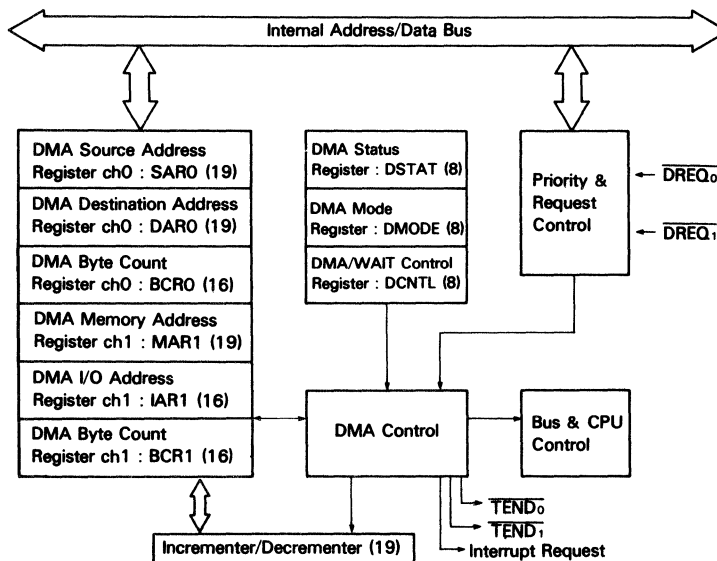 Internal Address/Data Bus
DMA Source Address
Register ch0 : SAR0 (19)
DMA Destination Address
Register ch0 : DAR0 (19)
DMA Byte Count
Register ch0 : BCR0 (16)
DMA Memory Address
Register ch1 : MAR1 (19)
DMA I/O Address
Register ch1 : IAR1 (16)
DMA Byte Count
Register ch1 : BCR1 (16)
DMA Status
Register : DSTAT (8)
DMA Mode
Register : DMODE (8)
DMA/WAIT Control
Register : DCNTL (8)
Priority &
Request
Control
DREQ₀
DREQ₁
DMA Control
Bus & CPU
Control
TEND₀
TEND₁
Interrupt Request
Incrementer/Decrementer (19)